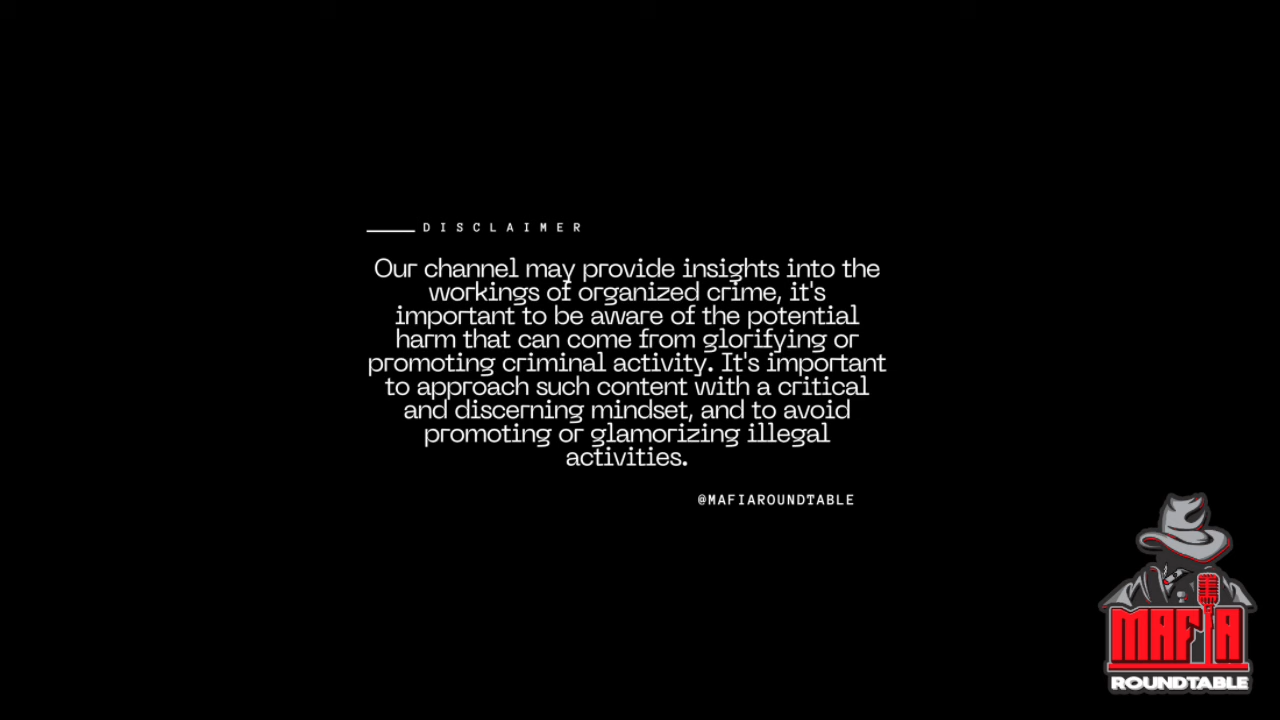 DISCLAIMER
Our channel may provide insights into the
workings of organized crime, it's
important to be aware of the potential
harm that can come from glorifying or
promoting criminal activity. It's important
to approach such content with a critical
and discerning mindset, and to avoid
promoting or glamorizing illegal
activities.
@MAFIAROUNDTABLE
MAFIA
ROUNDTABLE